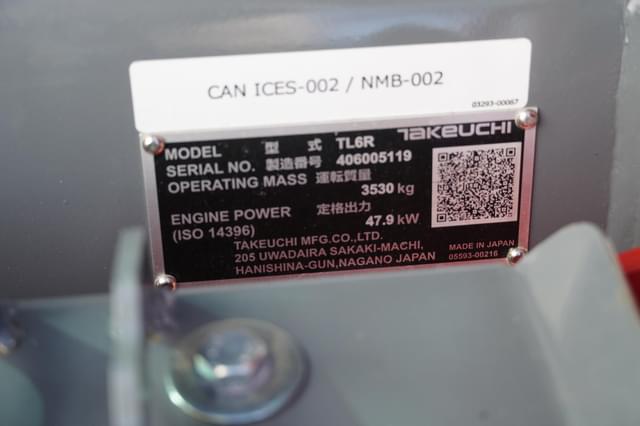 CAN ICES-002 / NMB-002
03293-00067
TAKEUCHI
MODEL 型 式 TL6R
SERIAL NO. 製造番号 406005119
OPERATING MASS 運転質量
3530 kg
ENGINE POWER 定格出力
(ISO 14396) 47.9 kW
TAKEUCHI MFG.CO.,LTD.
205 UWADAIRA SAKAKI-MACHI,
HANISHINA-GUN,NAGANO JAPAN
MADE IN JAPAN
05593-00216